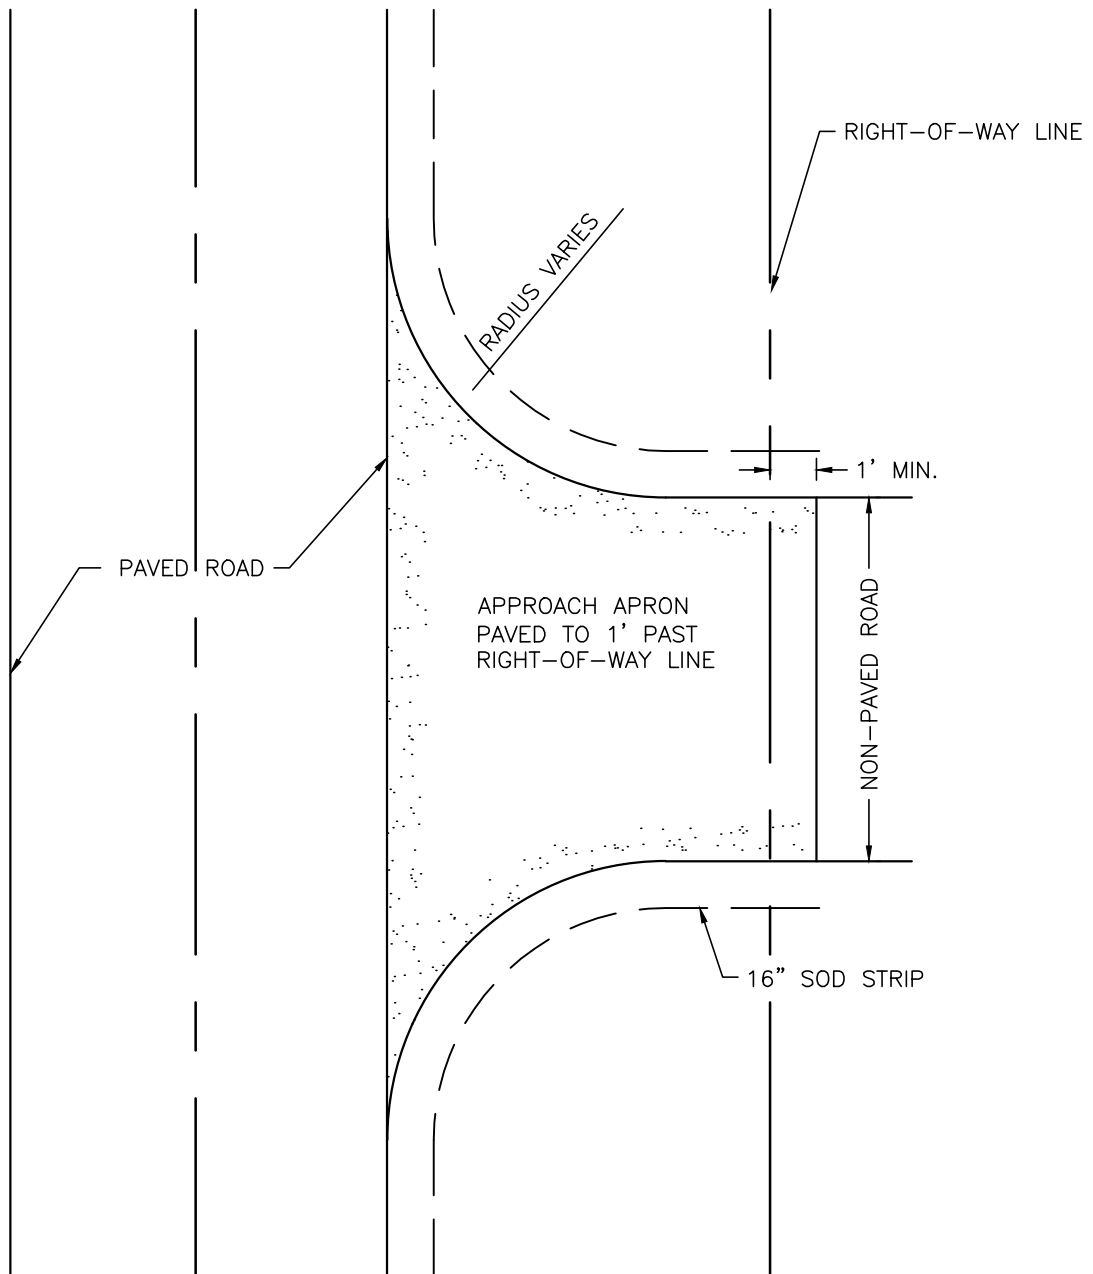 RIGHT-OF-WAY LINE
RADIUS VARIES
1' MIN.
PAVED ROAD
APPROACH APRON
PAVED TO 1' PAST
RIGHT-OF-WAY LINE
NON-PAVED ROAD
16" SOD STRIP